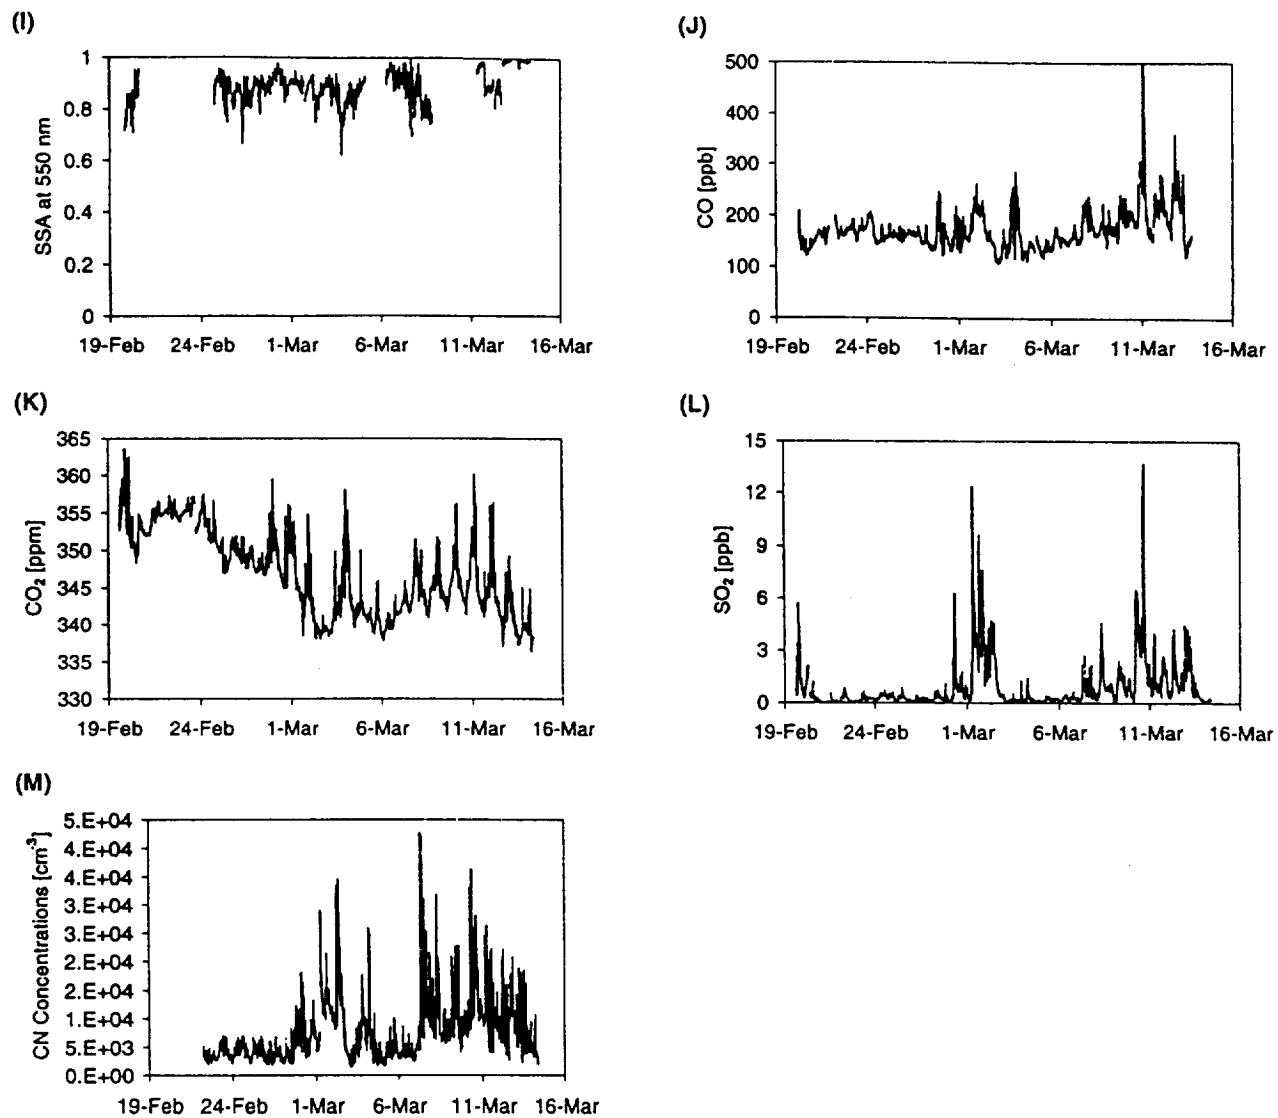 (I)
SSA at 550 nm
1
0.8
0.6
0.4
0.2
0
19-Feb 24-Feb 1-Mar 6-Mar 11-Mar 16-Mar
(J)
CO [ppb]
500
400
300
200
100
0
19-Feb 24-Feb 1-Mar 6-Mar 11-Mar 16-Mar
(K)
CO₂ [ppm]
365
360
355
350
345
340
335
330
19-Feb 24-Feb 1-Mar 6-Mar 11-Mar 16-Mar
(L)
SO₂ [ppb]
15
12
9
6
3
0
19-Feb 24-Feb 1-Mar 6-Mar 11-Mar 16-Mar
(M)
CN Concentrations [cm⁻³]
5.E+04
4.E+04
4.E+04
3.E+04
3.E+04
2.E+04
1.E+04
1.E+04
5.E+03
0.E+00
19-Feb 24-Feb 1-Mar 6-Mar 11-Mar 16-Mar